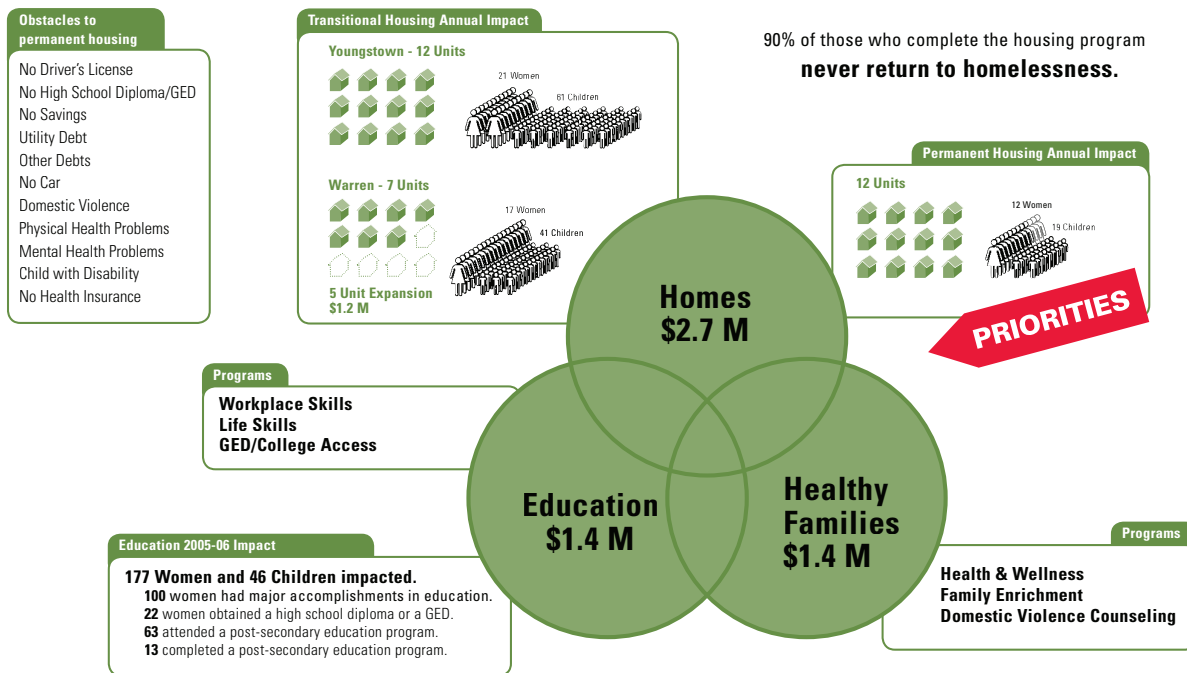 Obstacles to
permanent housing
No Driver's License
No High School Diploma/GED
No Savings
Utility Debt
Other Debts
No Car
Domestic Violence
Physical Health Problems
Mental Health Problems
Child with Disability
No Health Insurance
Transitional Housing Annual Impact
Youngstown - 12 Units
21 Women
61 Children
Warren - 7 Units
17 Women
41 Children
5 Unit Expansion
$1.2 M
90% of those who complete the housing program
never return to homelessness.
Permanent Housing Annual Impact
12 Units
12 Women
19 Children
PRIORITIES
Homes
$2.7 M
Programs
Workplace Skills
Life Skills
GED/College Access
Education
$1.4 M
Healthy
Families
$1.4 M
Education 2005-06 Impact
177 Women and 46 Children impacted.
100 women had major accomplishments in education.
22 women obtained a high school diploma or a GED.
63 attended a post-secondary education program.
13 completed a post-secondary education program.
Programs
Health & Wellness
Family Enrichment
Domestic Violence Counseling